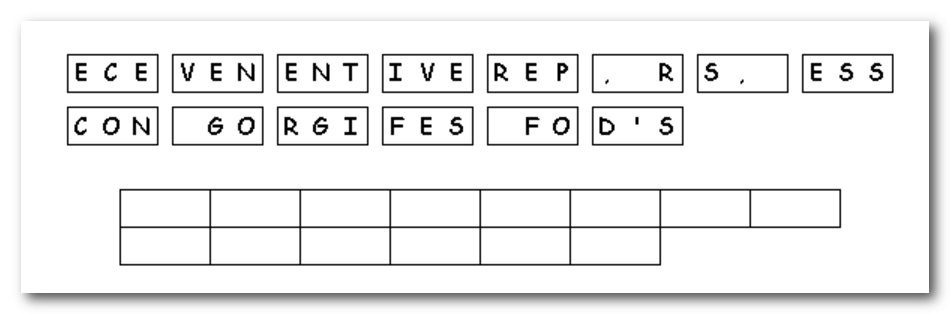 ECE VEN ENT IVE REP , R S, ESS
CON GO RGI FES FO D'S